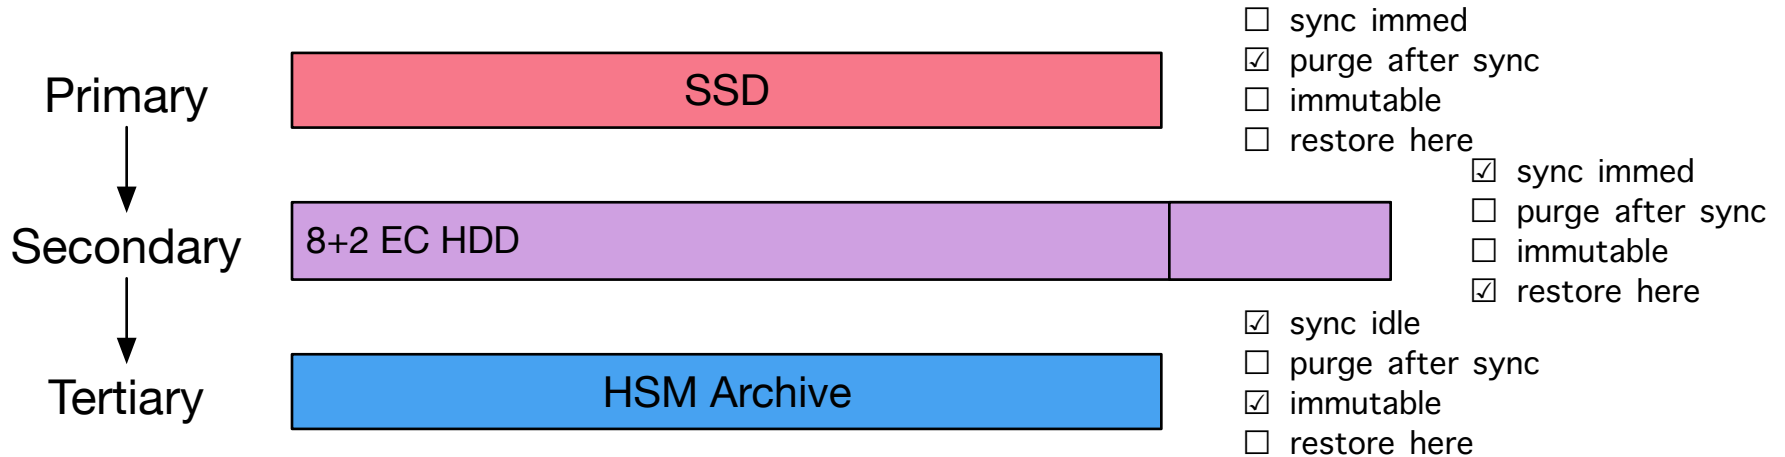 Primary
SSD
☐ sync immed
☑ purge after sync
☐ immutable
☐ restore here
Secondary
8+2 EC HDD
☑ sync immed
☐ purge after sync
☐ immutable
☑ restore here
Tertiary
HSM Archive
☑ sync idle
☐ purge after sync
☑ immutable
☐ restore here